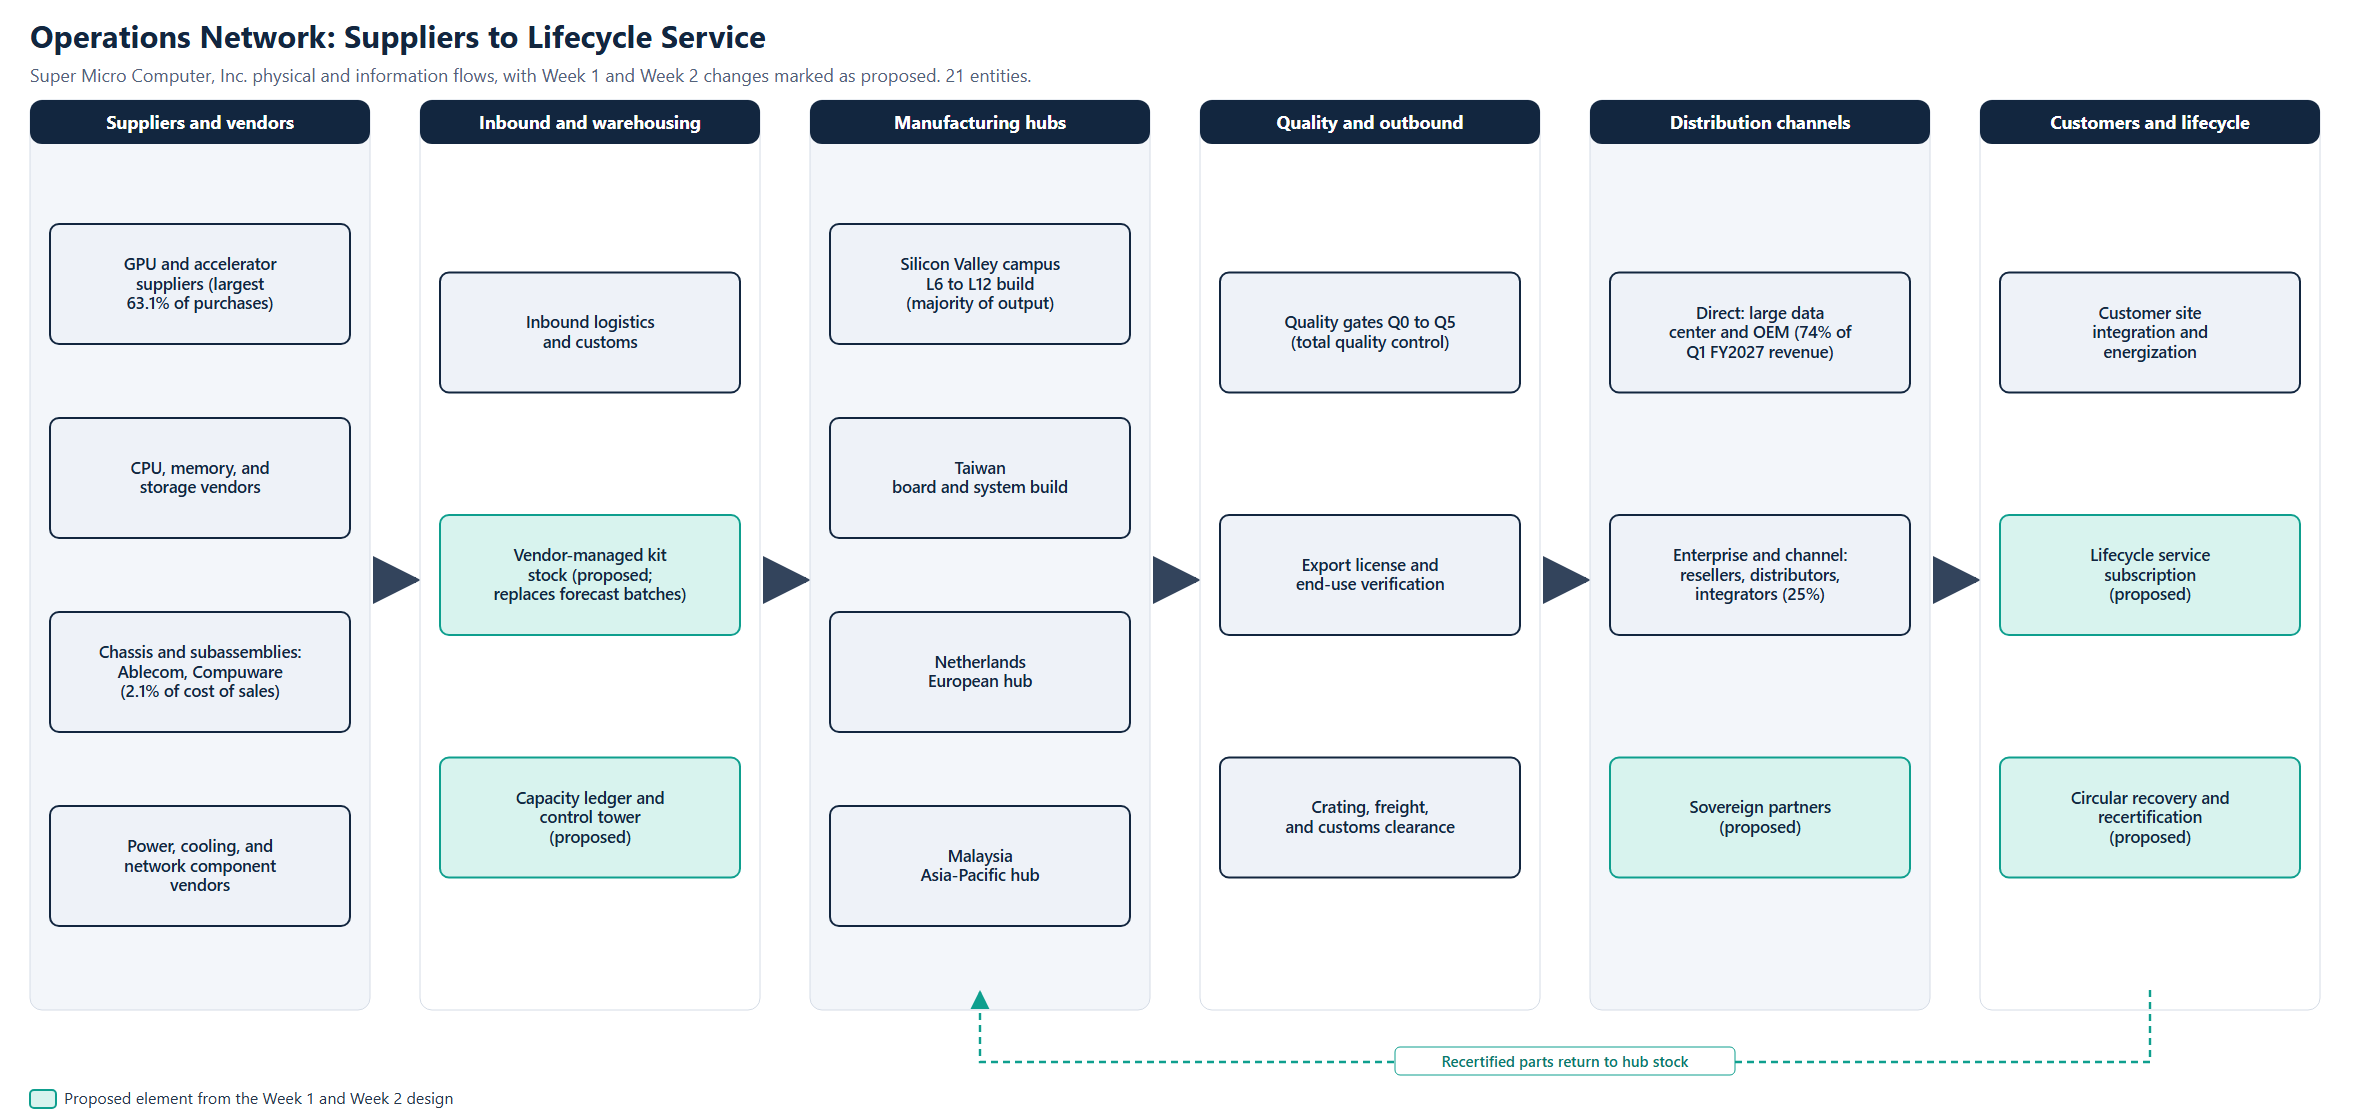 Operations Network: Suppliers to Lifecycle Service
Super Micro Computer, Inc. physical and information flows, with Week 1 and Week 2 changes marked as proposed. 21 entities.
Suppliers and vendors
GPU and accelerator
suppliers (largest
63.1% of purchases)
CPU, memory, and
storage vendors
Chassis and subassemblies:
Ablecom, Compuware
(2.1% of cost of sales)
Power, cooling, and
network component
vendors
Inbound and warehousing
Inbound logistics
and customs
Vendor-managed kit
stock (proposed;
replaces forecast batches)
Capacity ledger and
control tower
(proposed)
Manufacturing hubs
Silicon Valley campus
L6 to L12 build
(majority of output)
Taiwan
board and system build
Netherlands
European hub
Malaysia
Asia-Pacific hub
Quality and outbound
Quality gates Q0 to Q5
(total quality control)
Export license and
end-use verification
Crating, freight,
and customs clearance
Distribution channels
Direct: large data
center and OEM (74% of
Q1 FY2027 revenue)
Enterprise and channel:
resellers, distributors,
integrators (25%)
Sovereign partners
(proposed)
Customers and lifecycle
Customer site
integration and
energization
Lifecycle service
subscription
(proposed)
Circular recovery and
recertification
(proposed)
Recertified parts return to hub stock
Proposed element from the Week 1 and Week 2 design